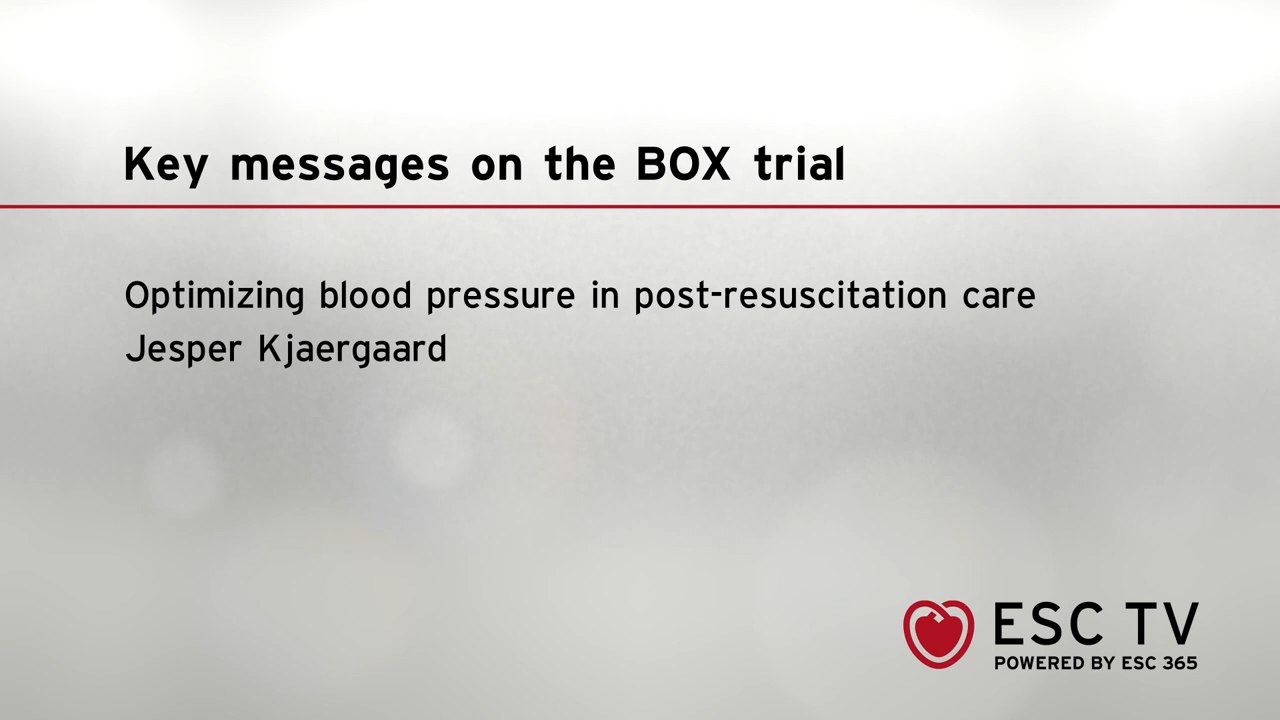 Key messages on the BOX trial
Optimizing blood pressure in post-resuscitation care
Jesper Kjaergaard
ESC TV
POWERED BY ESC 365